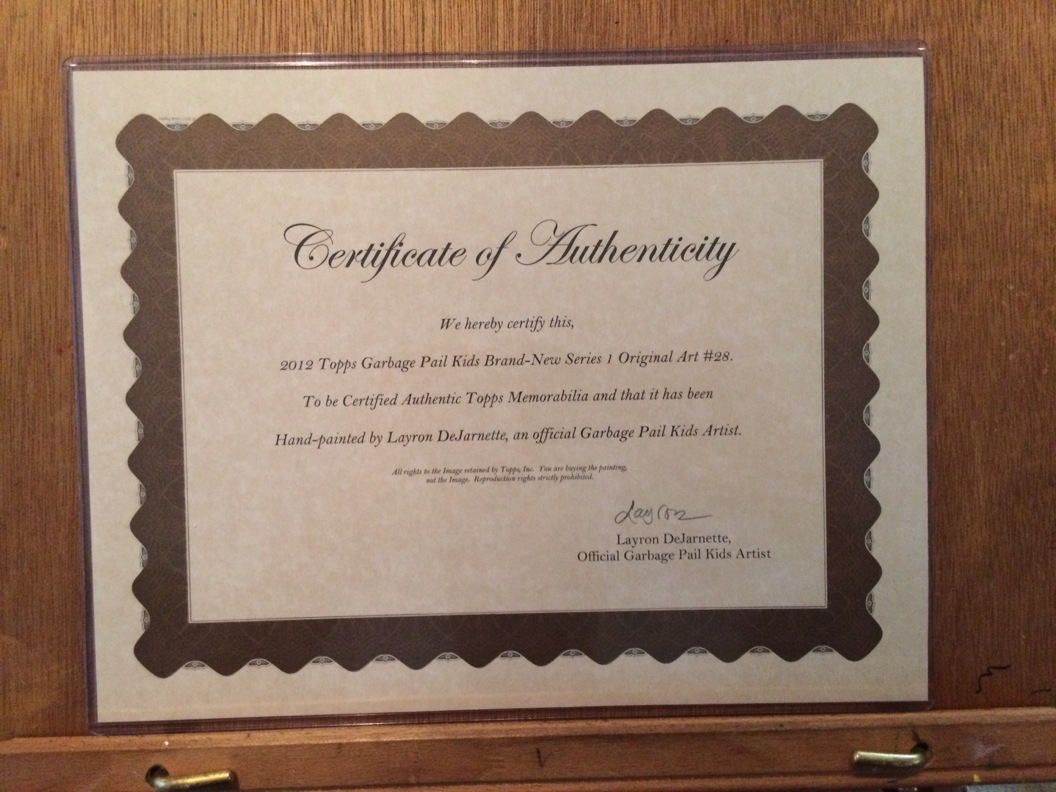 Certificate of Authenticity
We hereby certify this,
2012 Topps Garbage Pail Kids Brand-New Series 1 Original Art #28.
To be Certified Authentic Topps Memorabilia and that it has been
Hand-painted by Layron DeJarnette, an official Garbage Pail Kids Artist.
All rights to the Image retained by Topps, Inc. You are buying the painting,
not the Image. Reproduction rights strictly prohibited.
Layron
Layron DeJarnette,
Official Garbage Pail Kids Artist